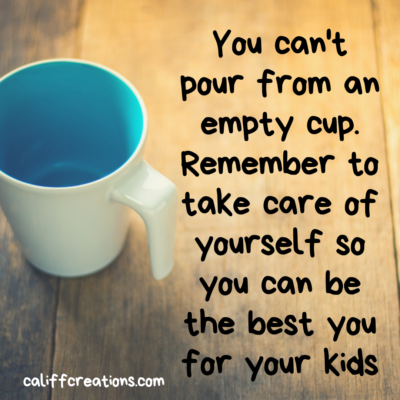 You can't
pour from an
empty cup.
Remember to
take care of
yourself so
you can be
the best you
for your kids
califfcreations.com